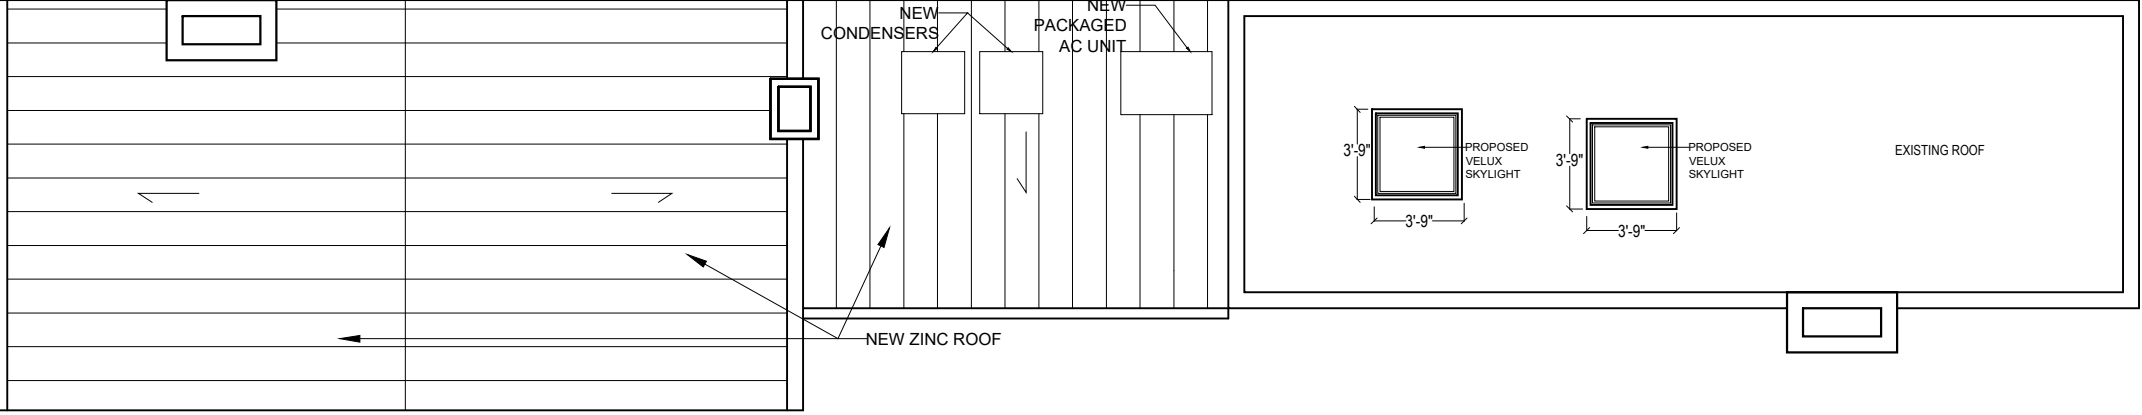 NEW
CONDENSERS
NEW
PACKAGED
AC UNIT
3'-9"
3'-9"
PROPOSED
VELUX
SKYLIGHT
3'-9"
3'-9"
PROPOSED
VELUX
SKYLIGHT
EXISTING ROOF
NEW ZINC ROOF